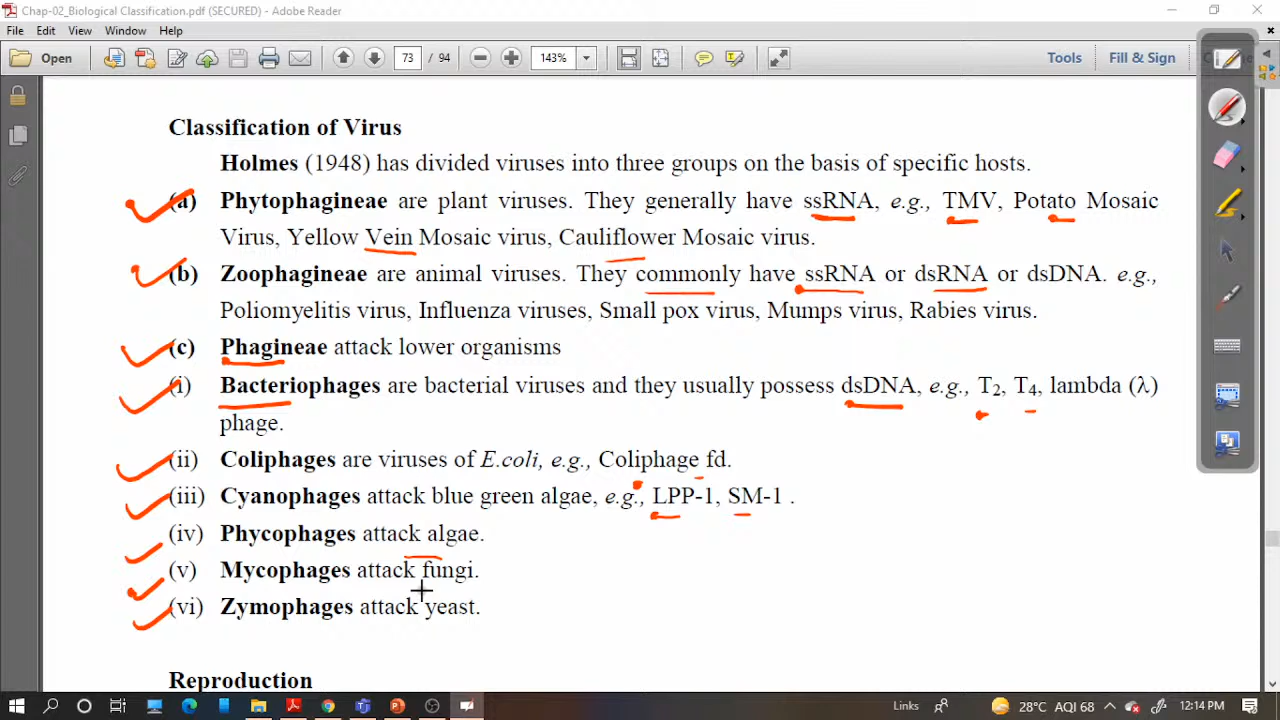 Chap-02_Biological Classification.pdf (SECURED) - Adobe Reader
File Edit View Window Help
Open 73 / 94 143% Tools Fill & Sign
Classification of Virus
Holmes (1948) has divided viruses into three groups on the basis of specific hosts.
(a) Phytophagineae are plant viruses. They generally have ssRNA, e.g., TMV, Potato Mosaic
Virus, Yellow Vein Mosaic virus, Cauliflower Mosaic virus.
(b) Zoophagineae are animal viruses. They commonly have ssRNA or dsRNA or dsDNA. e.g.,
Poliomyelitis virus, Influenza viruses, Small pox virus, Mumps virus, Rabies virus.
(c) Phagineae attack lower organisms
(i) Bacteriophages are bacterial viruses and they usually possess dsDNA, e.g., T2, T4, lambda (λ)
phage.
(ii) Coliphages are viruses of E.coli, e.g., Coliphage fd.
(iii) Cyanophages attack blue green algae, e.g., LPP-1, SM-1 .
(iv) Phycophages attack algae.
(v) Mycophages attack fungi.
(vi) Zymophages attack yeast.
Reproduction
Links 28°C AQI 68 12:14 PM